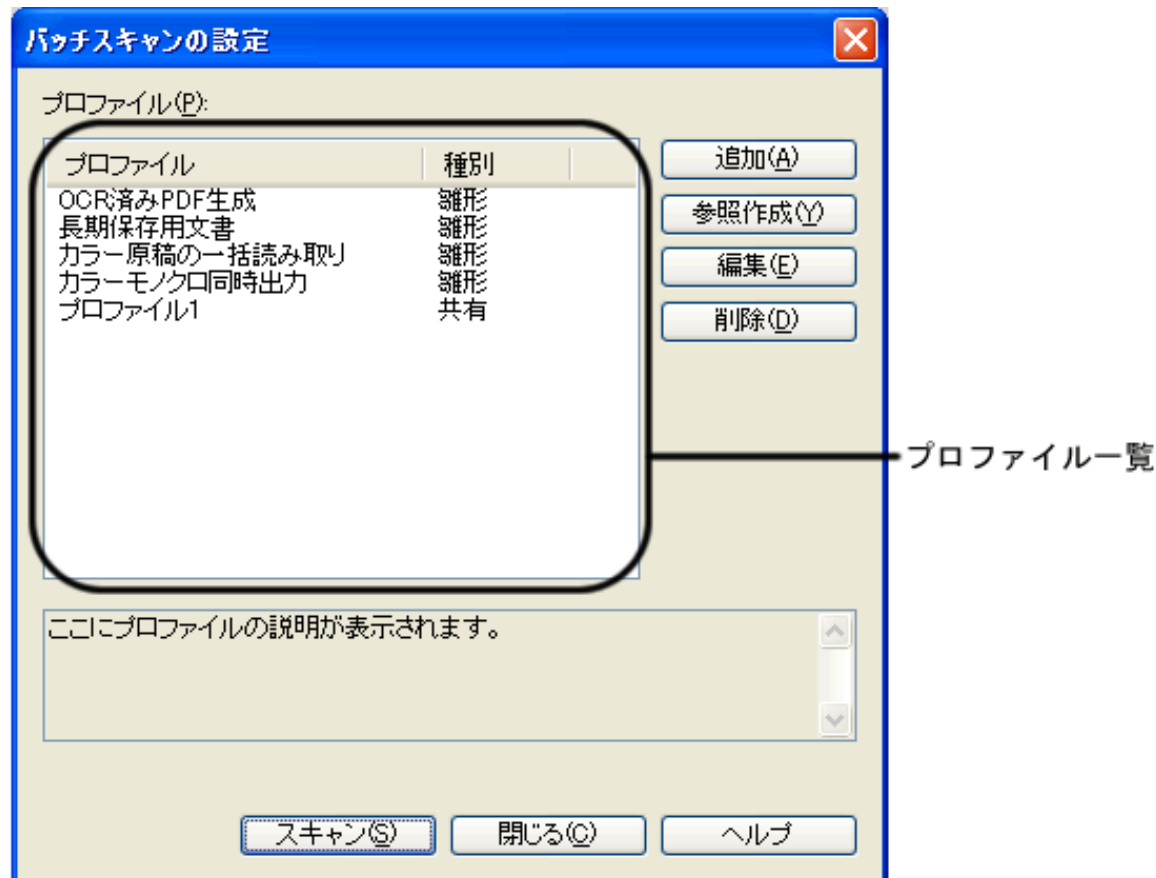 バッチスキャンの設定
プロファイル(P):
プロファイル 種別
OCR済みPDF生成 雛形
長期保存用文書 雛形
カラー原稿の一括読み取り 雛形
カラーモノクロ同時出力 雛形
プロファイル1 共有
追加(A)
参照作成(Y)
編集(E)
削除(D)
プロファイル一覧
ここにプロファイルの説明が表示されます。
スキャン(S) 閉じる(C) ヘルプ